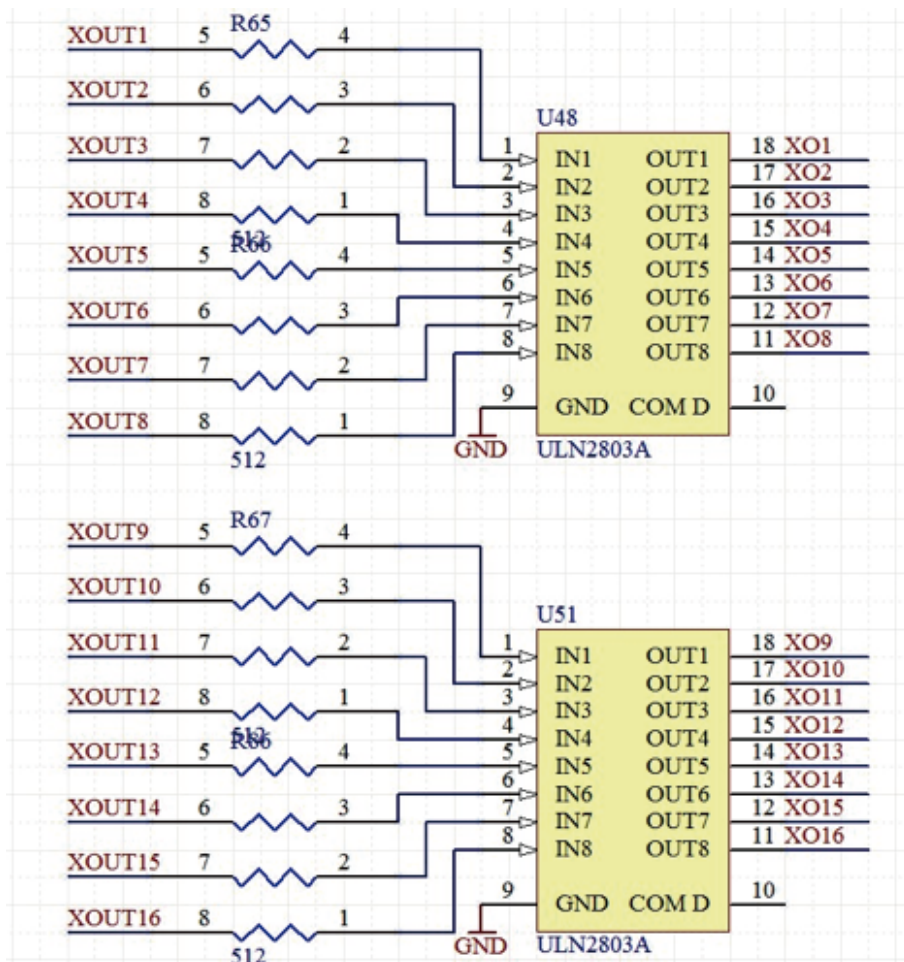 XOUT1 5 R65 4
XOUT2 6 3
U48
XOUT3 7 2 1 IN1 OUT1 18 XO1
2 IN2 OUT2 17 XO2
XOUT4 8 1 3 IN3 OUT3 16 XO3
512 4 IN4 OUT4 15 XO4
R66
XOUT5 5 4 5 IN5 OUT5 14 XO5
6 IN6 OUT6 13 XO6
XOUT6 6 3 7 IN7 OUT7 12 XO7
8 IN8 OUT8 11 XO8
XOUT7 7 2
9 GND COM D 10
XOUT8 8 1
512 GND ULN2803A
R67
XOUT9 5 4
XOUT10 6 3
U51
XOUT11 7 2 1 IN1 OUT1 18 XO9
2 IN2 OUT2 17 XO10
XOUT12 8 1 3 IN3 OUT3 16 XO11
512 4 IN4 OUT4 15 XO12
XOUT13 5 4 5 IN5 OUT5 14 XO13
6 IN6 OUT6 13 XO14
XOUT14 6 3 7 IN7 OUT7 12 XO15
8 IN8 OUT8 11 XO16
XOUT15 7 2
9 GND COM D 10
XOUT16 8 1
512 GND ULN2803A